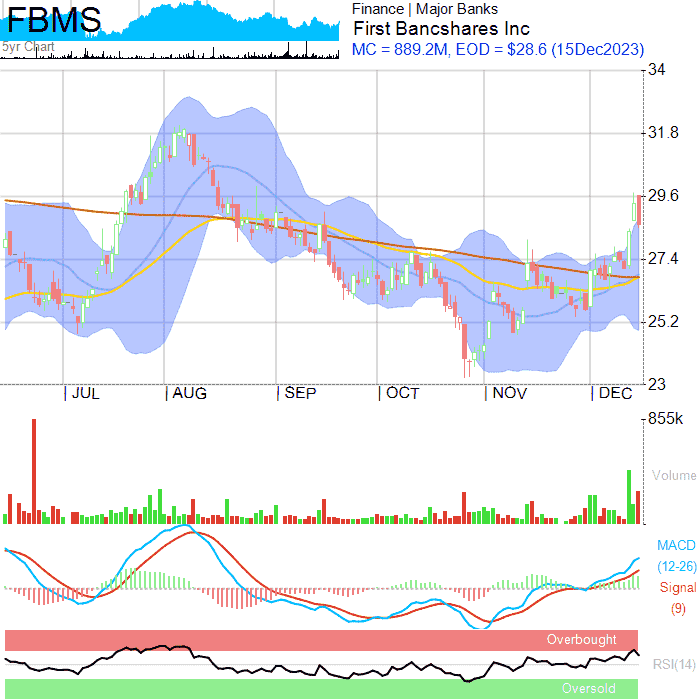 FBMS
5yr Chart
Finance | Major Banks
First Bancshares Inc
MC = 889.2M, EOD = $28.6 (15Dec2023)
34
31.8
29.6
27.4
25.2
23
| JUL | AUG | SEP | OCT | NOV | DEC
855k
Volume
MACD
(12-26)
Signal
(9)
Overbought
RSI(14)
Oversold